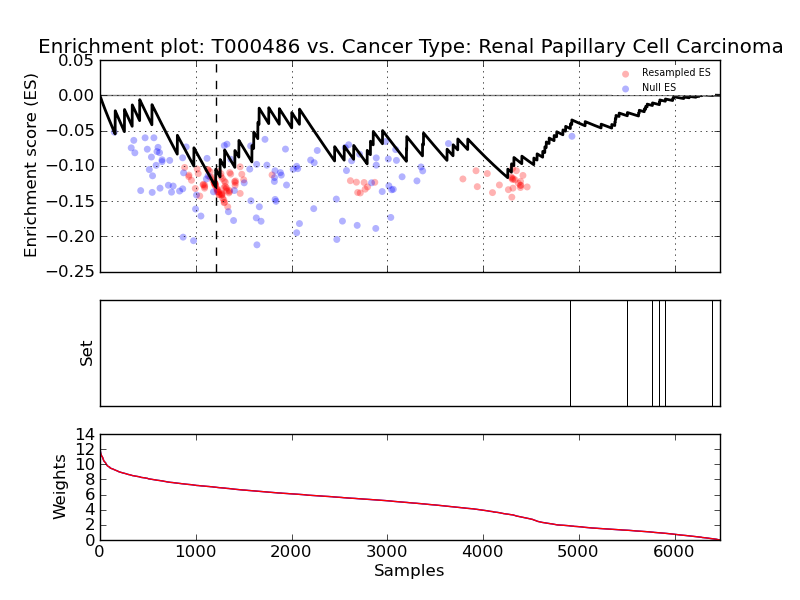 Enrichment plot: T000486 vs. Cancer Type: Renal Papillary Cell Carcinoma
0.05
0.00
−0.05
−0.10
−0.15
−0.20
−0.25
Enrichment score (ES)
Resampled ES
Null ES
Set
14
12
10
8
6
4
2
0
Weights
0 1000 2000 3000 4000 5000 6000
Samples